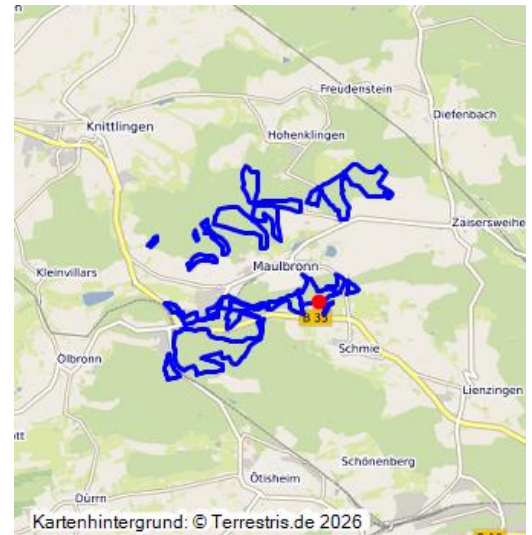 Freudenstein
Diefenbach
Knittlingen
Hohenklingen
Zaisersweihe
Maulbronn
Kleinvillars
B 35
Schmie
Ölbronn
Lienzingen
Schönenberg
Ötisheim
Dürrn
Kartenhintergrund: © Terrestris.de 2026